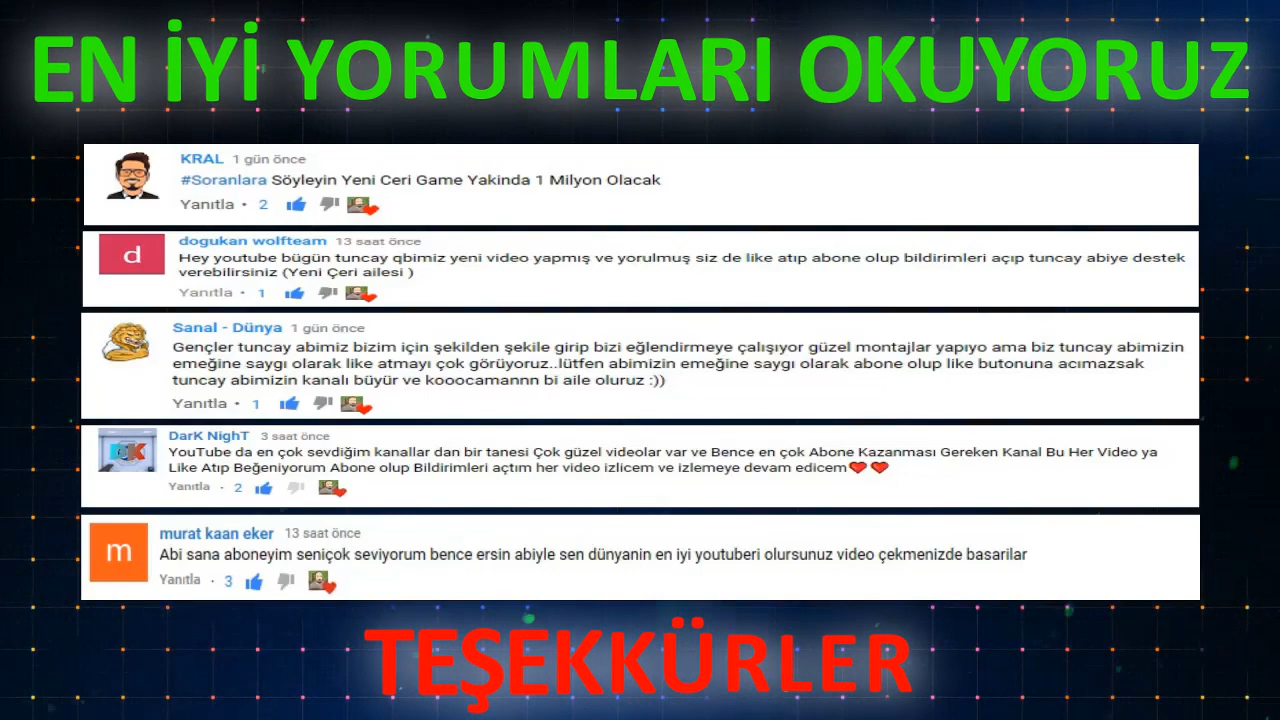 EN İYİ YORUMLARI OKUYORUZ
KRAL 1 gün önce
#Soranlara Söyleyin Yeni Ceri Game Yakinda 1 Milyon Olacak
Yanıtla • 2
d
dogukan wolfteam 13 saat önce
Hey youtube bügün tuncay qbimiz yeni video yapmış ve yorulmuş siz de like atıp abone olup bildirimleri açıp tuncay abiye destek
verebilirsiniz (Yeni Çeri ailesi )
Yanıtla • 1
Sanal - Dünya 1 gün önce
Gençler tuncay abimiz bizim için şekilden şekile girip bizi eğlendirmeye çalışıyor güzel montajlar yapıyo ama biz tuncay abimizin
emeğine saygı olarak like atmayı çok görüyoruz..lütfen abimizin emeğine saygı olarak abone olup like butonuna acımazsak
tuncay abimizin kanalı büyür ve kooocamannn bi aile oluruz :))
Yanıtla • 1
DarK NighT 3 saat önce
YouTube da en çok sevdiğim kanallar dan bir tanesi Çok güzel videolar var ve Bence en çok Abone Kazanması Gereken Kanal Bu Her Video ya
Like Atıp Beğeniyorum Abone olup Bildirimleri açtım her video izlicem ve izlemeye devam edicem❤❤
Yanıtla · 2
m
murat kaan eker 13 saat önce
Abi sana aboneyim seniçok seviyorum bence ersin abiyle sen dünyanin en iyi youtuberi olursunuz video çekmenizde basarilar
Yanıtla · 3
TEŞEKKÜRLER